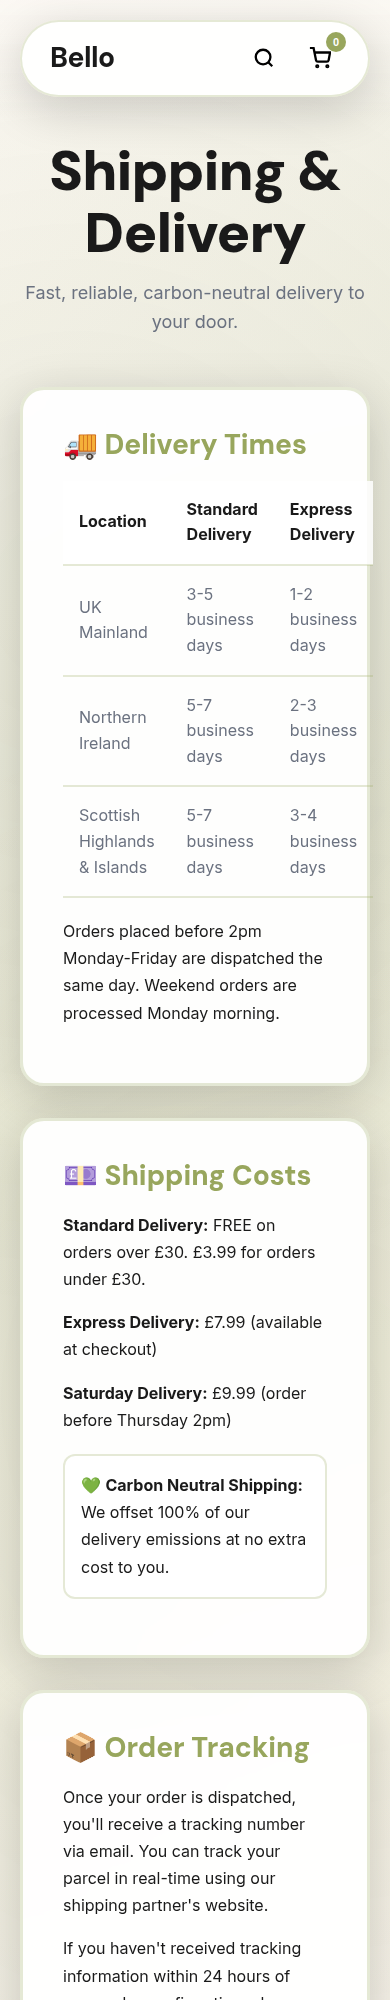 Bello
0
Shipping &
Delivery
Fast, reliable, carbon-neutral delivery to
your door.
🚚 Delivery Times
Location Standard Delivery Express Delivery
UK Mainland 3-5 business days 1-2 business days
Northern Ireland 5-7 business days 2-3 business days
Scottish Highlands & Islands 5-7 business days 3-4 business days
Orders placed before 2pm
Monday-Friday are dispatched the
same day. Weekend orders are
processed Monday morning.
💷 Shipping Costs
Standard Delivery: FREE on
orders over £30. £3.99 for orders
under £30.
Express Delivery: £7.99 (available
at checkout)
Saturday Delivery: £9.99 (order
before Thursday 2pm)
💚 Carbon Neutral Shipping:
We offset 100% of our
delivery emissions at no extra
cost to you.
📦 Order Tracking
Once your order is dispatched,
you'll receive a tracking number
via email. You can track your
parcel in real-time using our
shipping partner's website.
If you haven't received tracking
information within 24 hours of